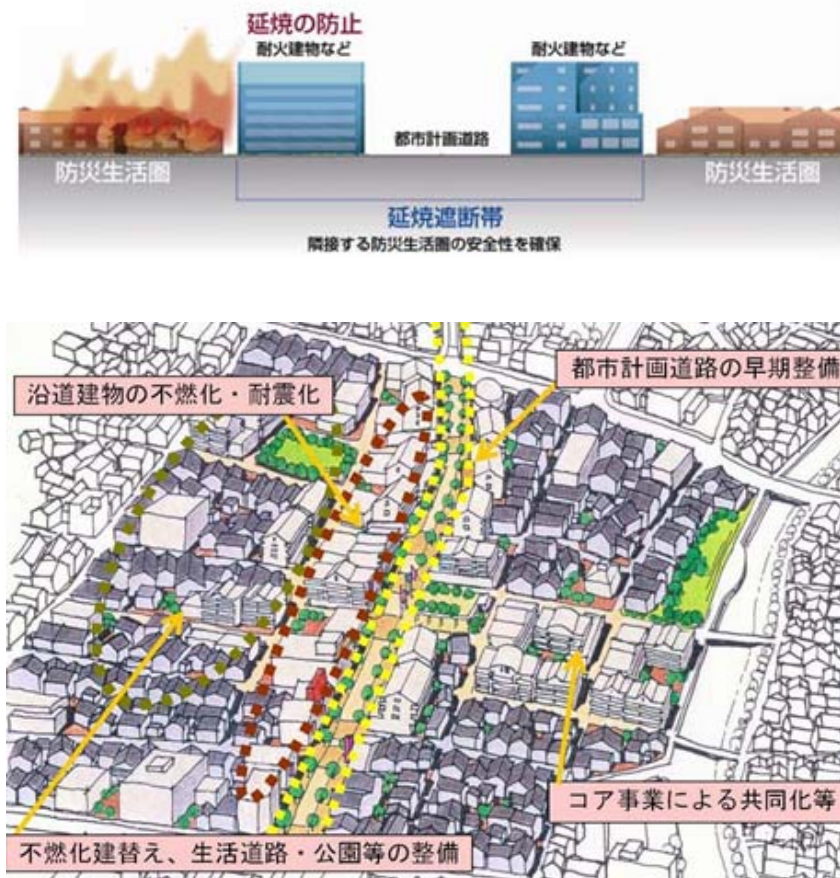 延焼の防止
耐火建物など
耐火建物など
都市計画道路
防災生活圏
防災生活圏
延焼遮断帯
隣接する防災生活圏の安全性を確保
都市計画道路の早期整備
沿道建物の不燃化・耐震化
コア事業による共同化等
不燃化建替え、生活道路・公園等の整備